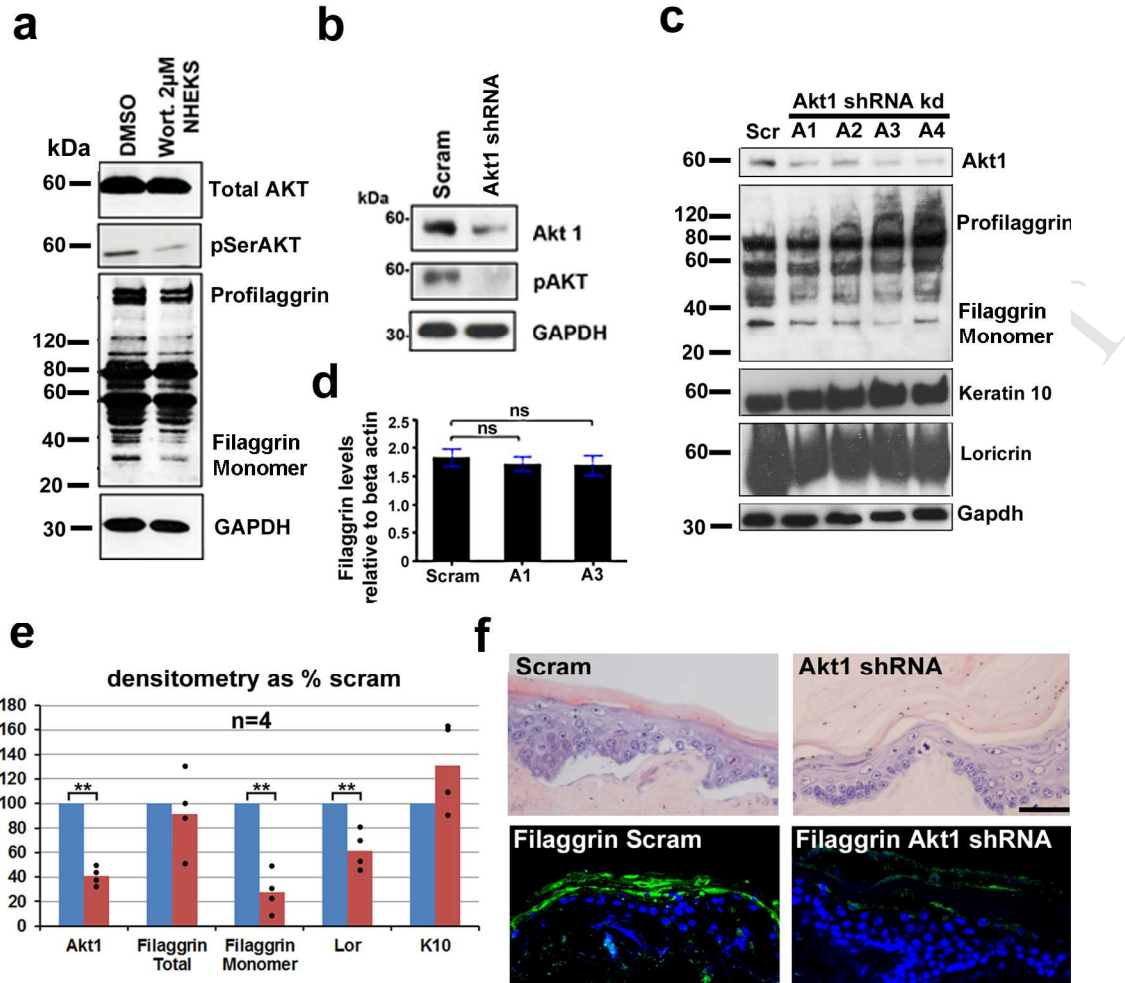 a
DMSO
Wort. 2µM
NHEKS
kDa
60
Total AKT
60
pSerAKT
Profilaggrin
120
80
60
40
Filaggrin
Monomer
20
30
GAPDH
b
Scram
Akt1 shRNA
kDa
60
Akt 1
60
pAKT
30
GAPDH
c
Akt1 shRNA kd
Scr A1 A2 A3 A4
60
Akt1
Profilaggrin
120
80
60
40
Filaggrin
Monomer
20
60
Keratin 10
60
Loricrin
30
Gapdh
d
Filaggrin levels
relative to beta actin
2.5
1.5
1.0
0.5
0
ns
ns
Scram A1 A3
e
densitometry as % scram
n=4
180
160
140
120
100
80
60
40
20
0
** ** **
Akt1
Filaggrin
Total
Filaggrin
Monomer
Lor
K10
f
Scram
Akt1 shRNA
Filaggrin Scram
Filaggrin Akt1 shRNA